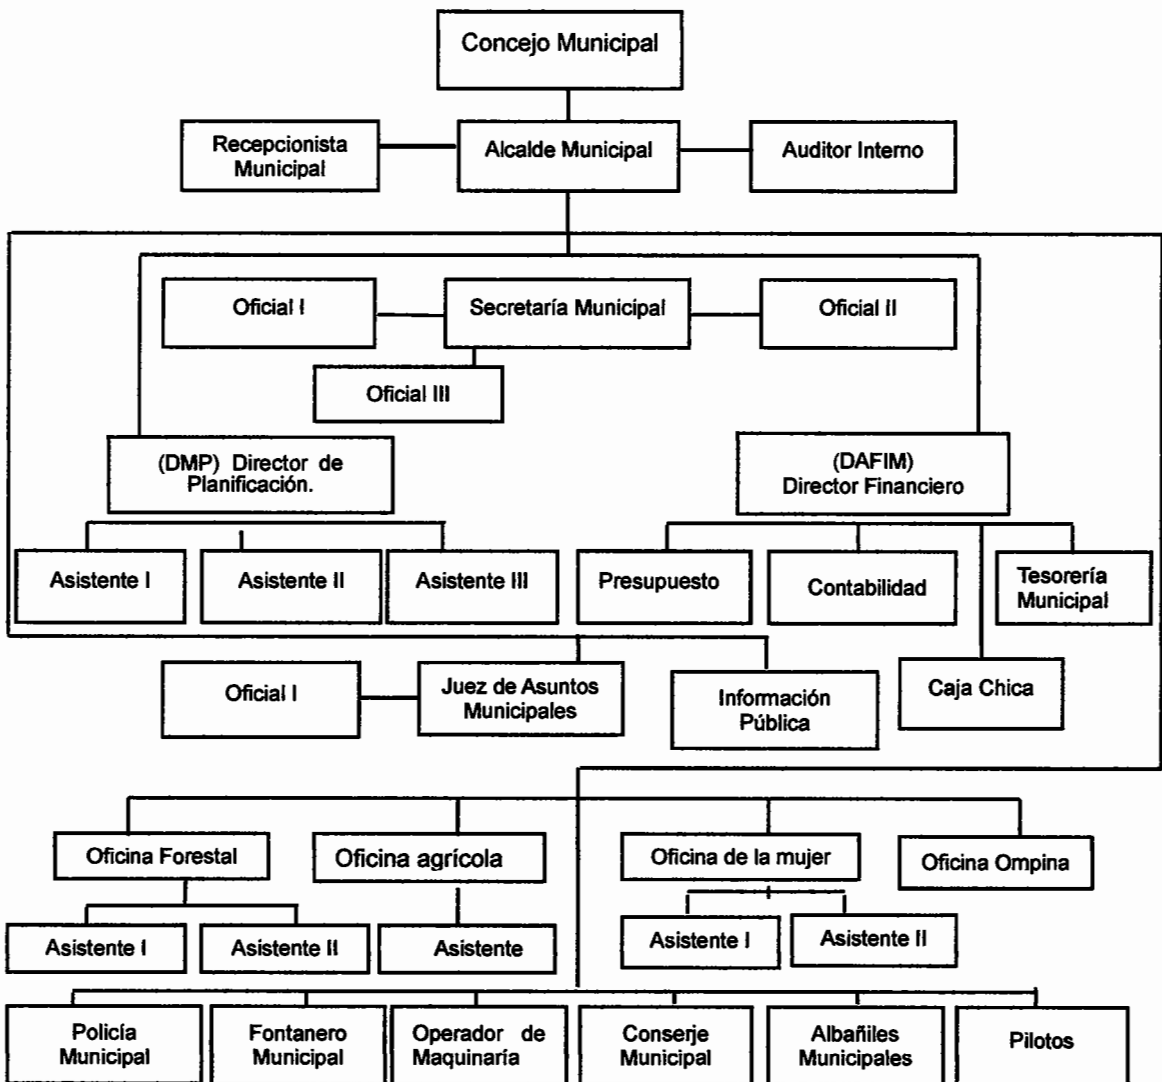 Concejo Municipal
Recepcionista
Municipal
Alcalde Municipal
Auditor Interno
Oficial I
Secretaría Municipal
Oficial II
Oficial III
(DMP) Director de
Planificación.
(DAFIM)
Director Financiero
Asistente I
Asistente II
Asistente III
Presupuesto
Contabilidad
Tesorería
Municipal
Oficial I
Juez de Asuntos
Municipales
Información
Pública
Caja Chica
Oficina Forestal
Oficina agrícola
Oficina de la mujer
Oficina Ompina
Asistente I
Asistente II
Asistente
Asistente I
Asistente II
Policía
Municipal
Fontanero
Municipal
Operador de
Maquinaría
Conserje
Municipal
Albañiles
Municipales
Pilotos